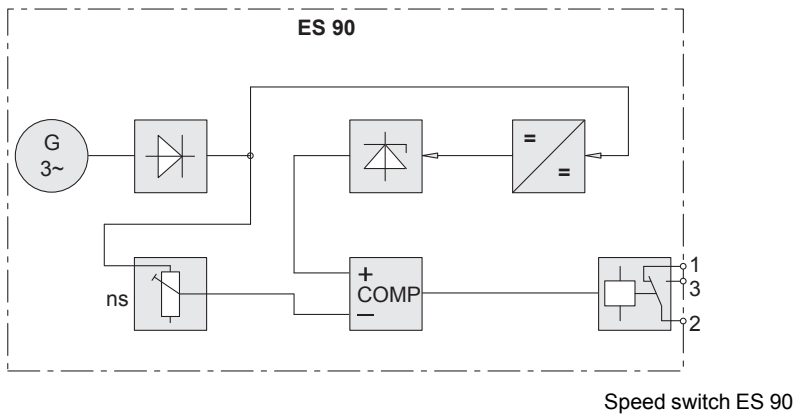 ES 90
G
3~
=
=
ns
+
COMP
–
1
3
2
Speed switch ES 90